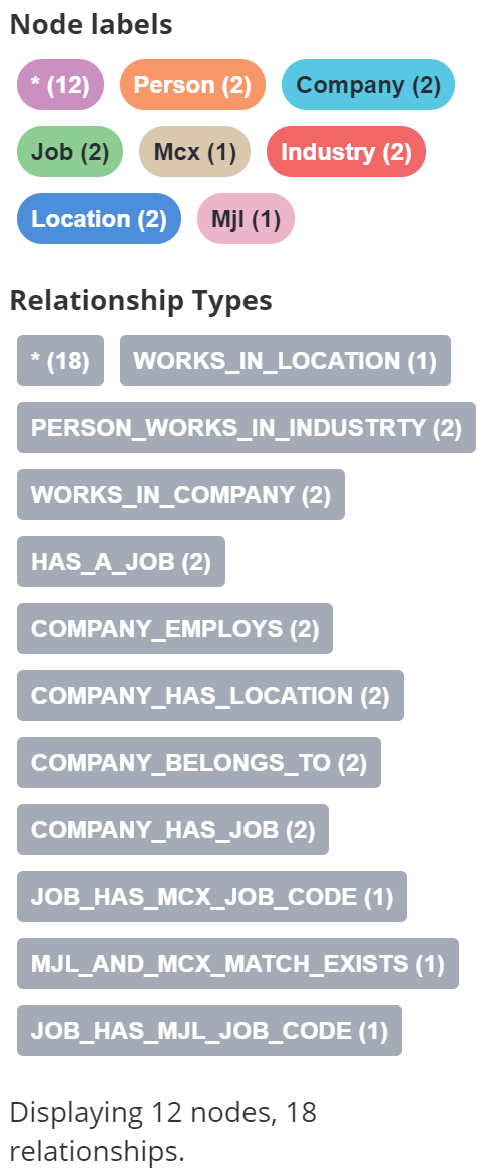 Node labels
* (12) Person (2) Company (2)
Job (2) Mcx (1) Industry (2)
Location (2) Mjl (1)
Relationship Types
* (18) WORKS_IN_LOCATION (1)
PERSON_WORKS_IN_INDUSTRTY (2)
WORKS_IN_COMPANY (2)
HAS_A_JOB (2)
COMPANY_EMPLOYS (2)
COMPANY_HAS_LOCATION (2)
COMPANY_BELONGS_TO (2)
COMPANY_HAS_JOB (2)
JOB_HAS_MCX_JOB_CODE (1)
MJL_AND_MCX_MATCH_EXISTS (1)
JOB_HAS_MJL_JOB_CODE (1)
Displaying 12 nodes, 18
relationships.